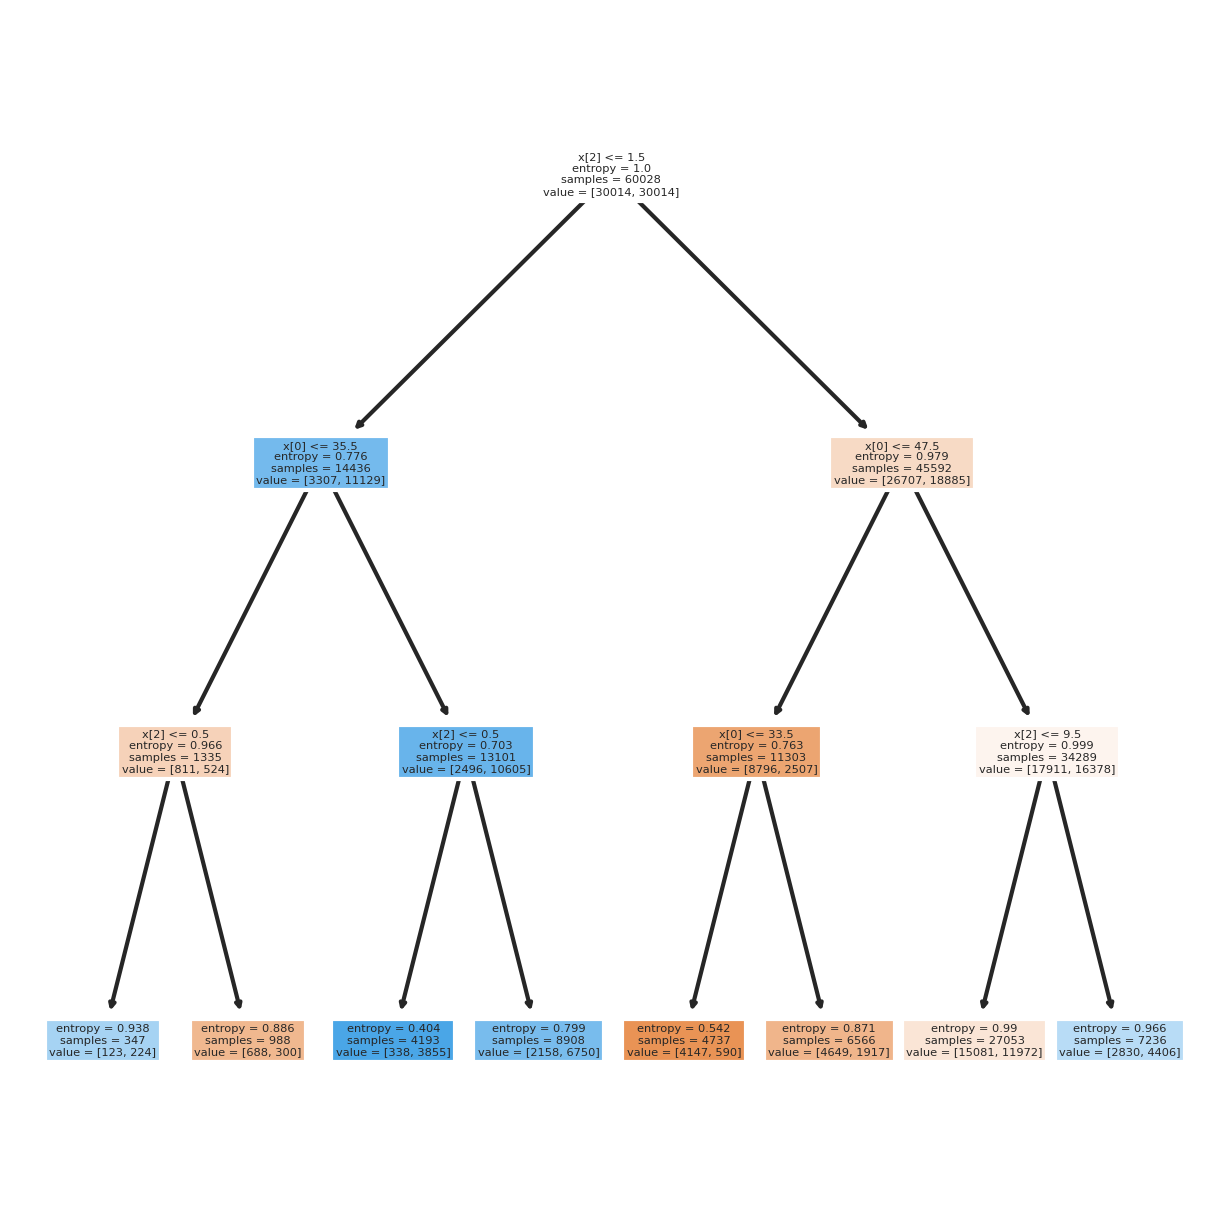 x[2] <= 1.5
entropy = 1.0
samples = 60028
value = [30014, 30014]
x[0] <= 35.5
entropy = 0.776
samples = 14436
value = [3307, 11129]
x[0] <= 47.5
entropy = 0.979
samples = 45592
value = [26707, 18885]
x[2] <= 0.5
entropy = 0.966
samples = 1335
value = [811, 524]
x[2] <= 0.5
entropy = 0.703
samples = 13101
value = [2496, 10605]
x[0] <= 33.5
entropy = 0.763
samples = 11303
value = [8796, 2507]
x[2] <= 9.5
entropy = 0.999
samples = 34289
value = [17911, 16378]
entropy = 0.938
samples = 347
value = [123, 224]
entropy = 0.886
samples = 988
value = [688, 300]
entropy = 0.404
samples = 4193
value = [338, 3855]
entropy = 0.799
samples = 8908
value = [2158, 6750]
entropy = 0.542
samples = 4737
value = [4147, 590]
entropy = 0.871
samples = 6566
value = [4649, 1917]
entropy = 0.99
samples = 27053
value = [15081, 11972]
entropy = 0.966
samples = 7236
value = [2830, 4406]